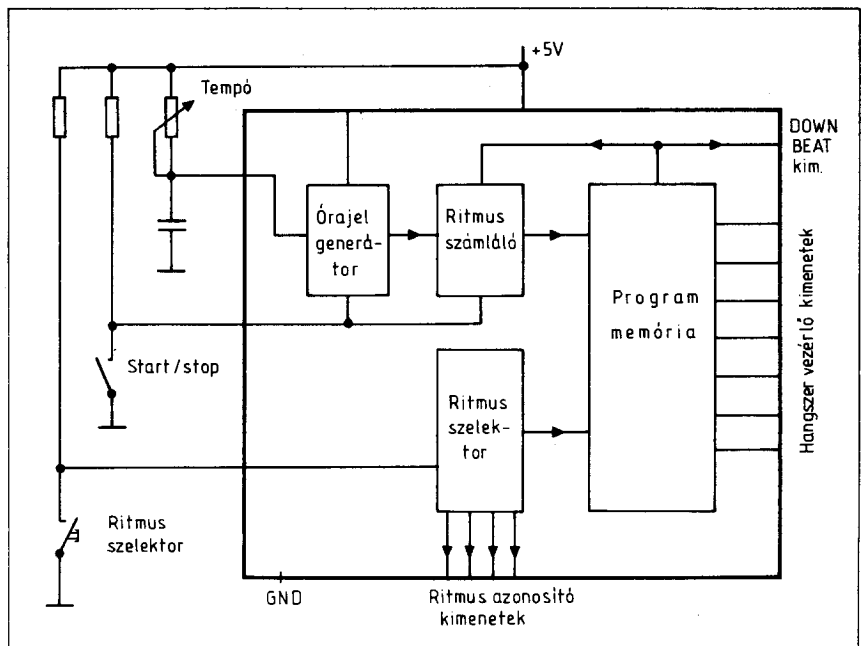 +5V
Tempó
DOWN
BEAT
kim.
Órajel
generá-
tor
Ritmus
számláló
Program
memória
Hangszer vezérlő kimenetek
Start/stop
Ritmus
szelek-
tor
Ritmus
szelektor
GND
Ritmus azonosító
kimenetek